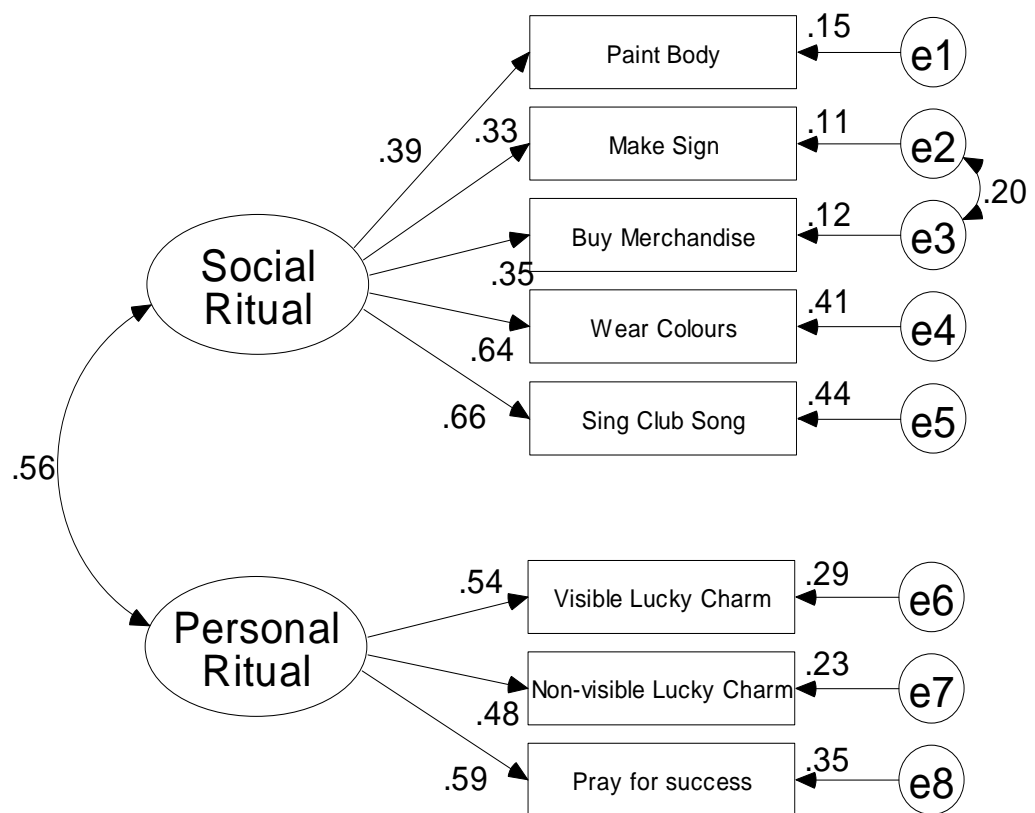 .15
e1
Paint Body
.39
.33
.11
e2
Make Sign
.20
.12
e3
Buy Merchandise
.35
Social
Ritual
.41
e4
Wear Colours
.64
.44
e5
Sing Club Song
.66
.56
.54
.29
e6
Visible Lucky Charm
Personal
Ritual
.23
e7
Non-visible Lucky Charm
.48
.35
e8
Pray for success
.59